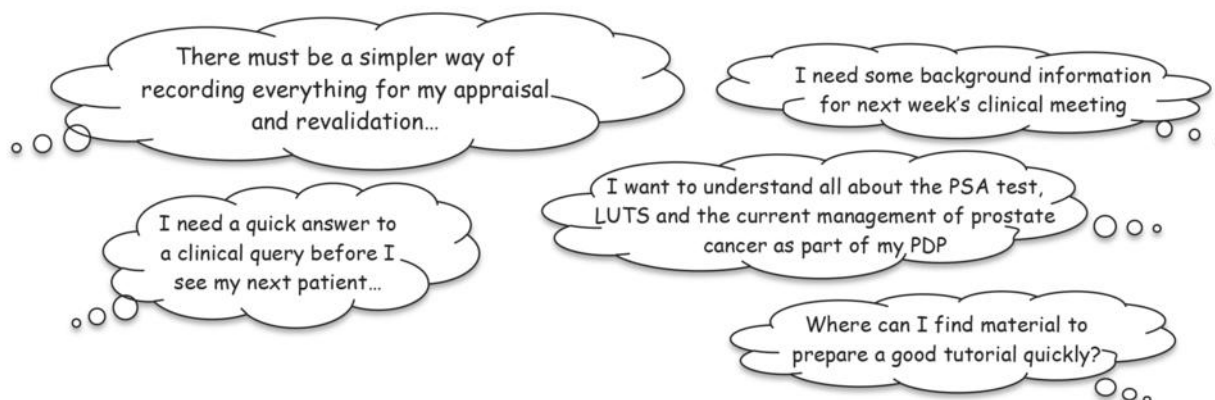 There must be a simpler way of
recording everything for my appraisal
and revalidation...
I need some background information
for next week's clinical meeting
I want to understand all about the PSA test,
LUTS and the current management of prostate
cancer as part of my PDP
I need a quick answer to
a clinical query before I
see my next patient...
Where can I find material to
prepare a good tutorial quickly?